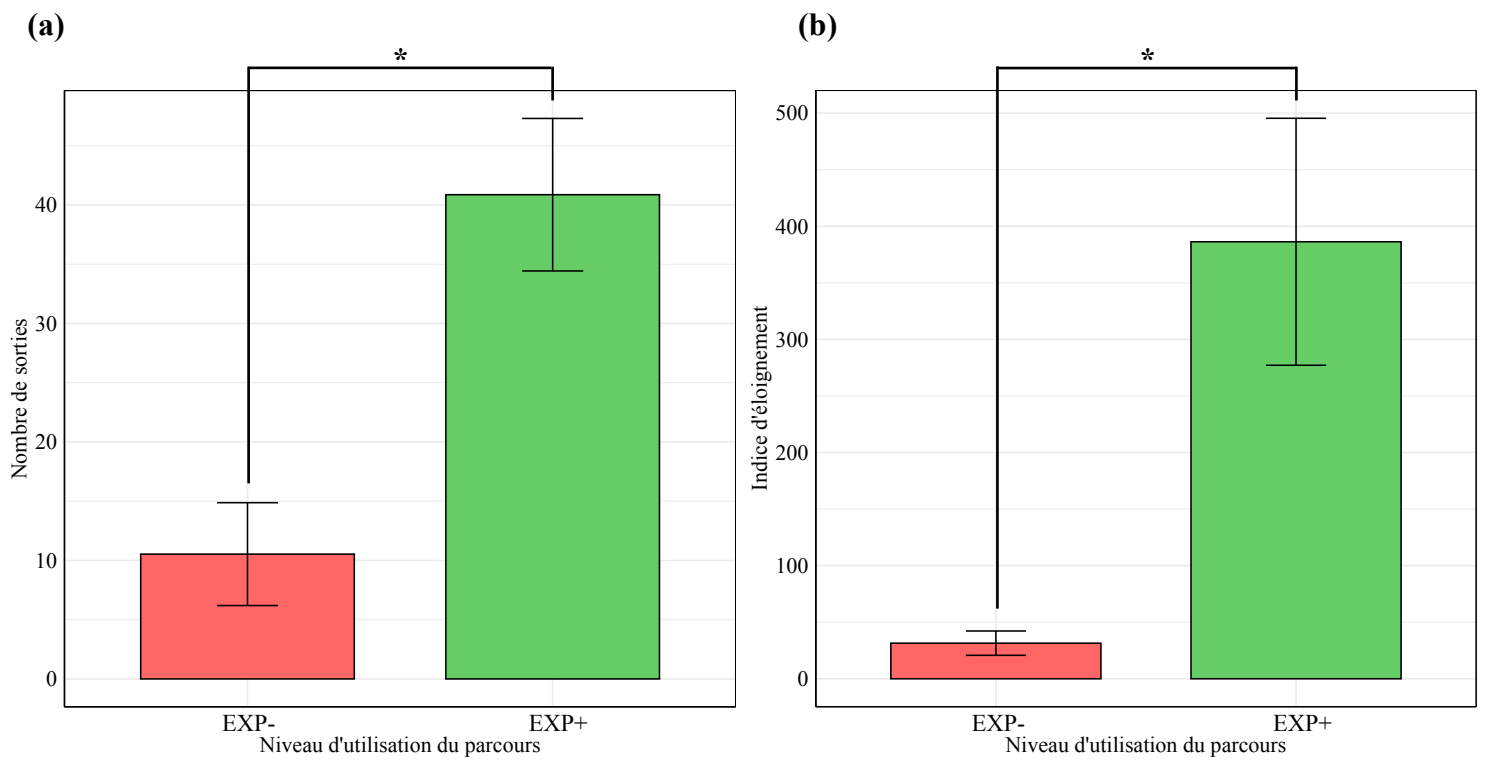 (a)
*
Nombre de sorties
40
30
20
10
0
EXP-
EXP+
Niveau d'utilisation du parcours
(b)
*
Indice d'éloignement
500
400
300
200
100
0
EXP-
EXP+
Niveau d'utilisation du parcours